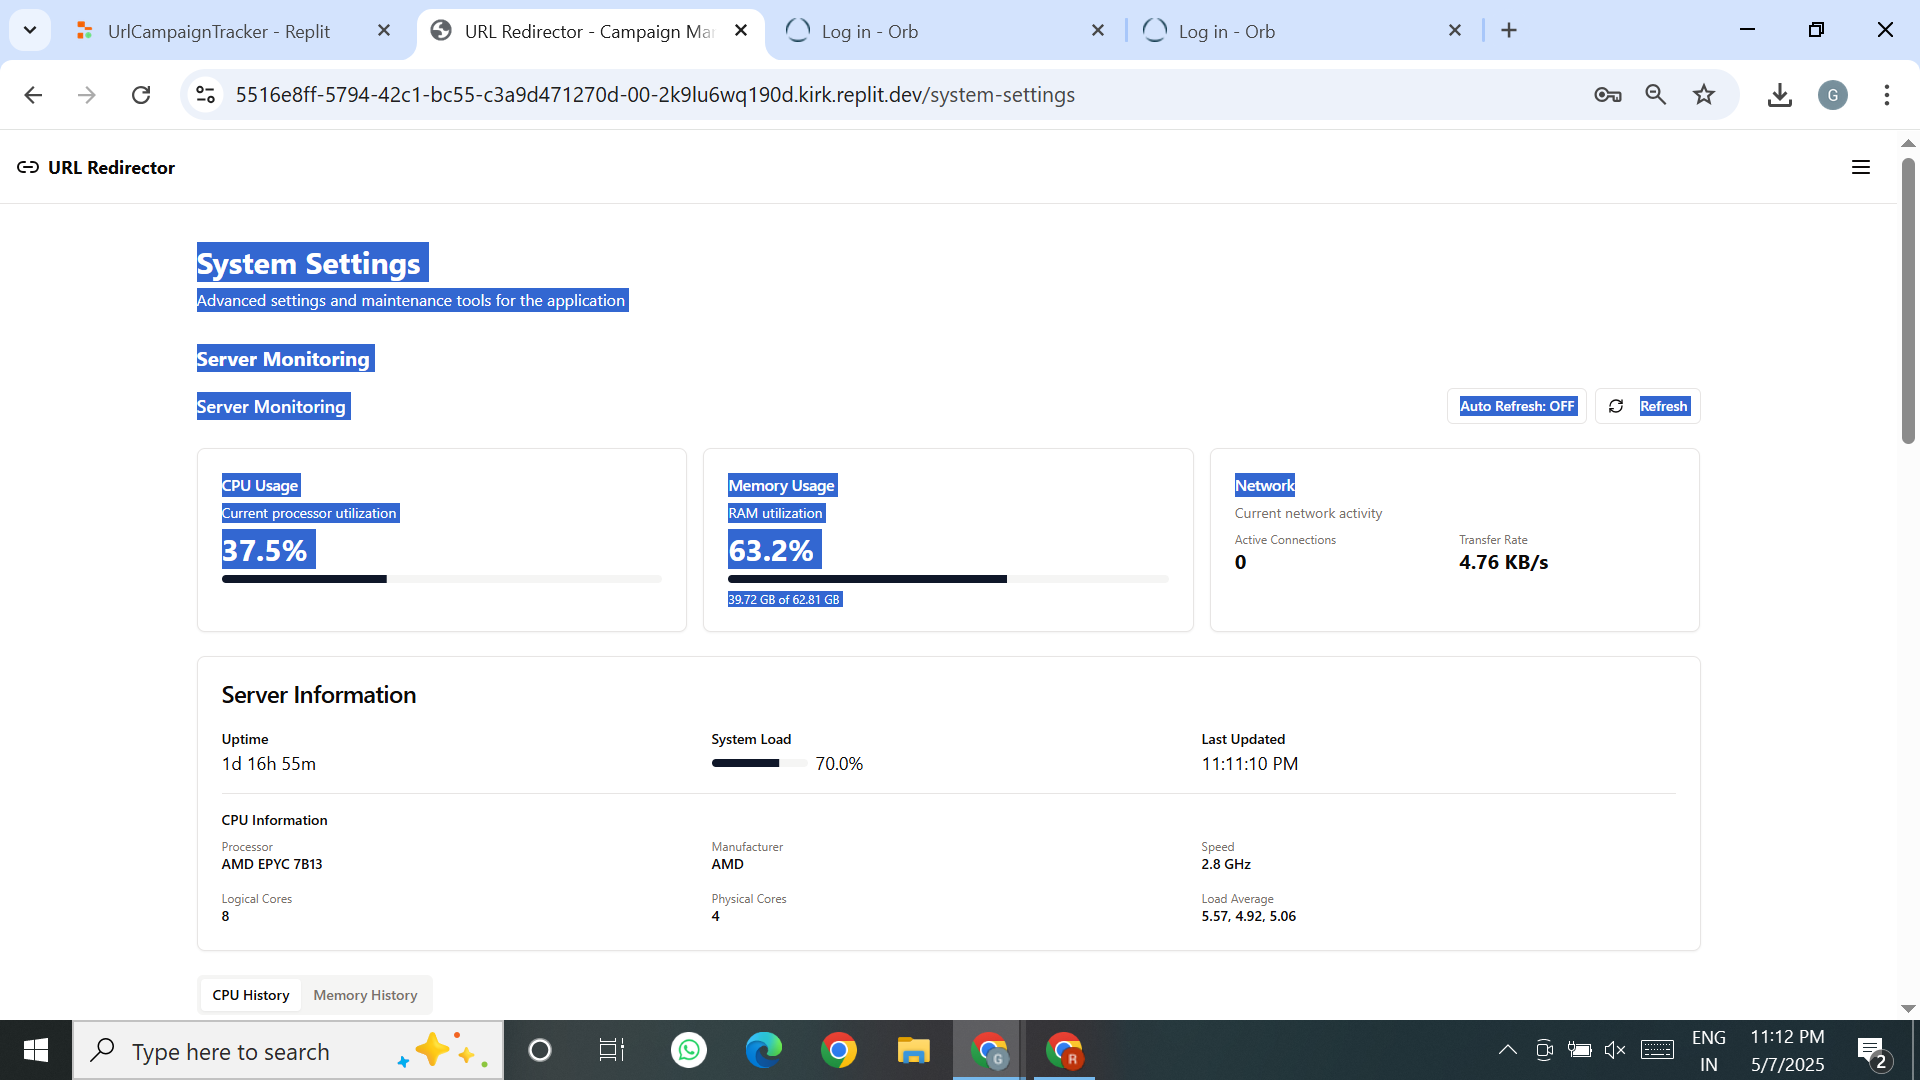 UrlCampaignTracker - Replit
URL Redirector - Campaign Mar
Log in - Orb
Log in - Orb
5516e8ff-5794-42c1-bc55-c3a9d471270d-00-2k9lu6wq190d.kirk.replit.dev/system-settings
G
URL Redirector
System Settings
Advanced settings and maintenance tools for the application
Server Monitoring
Server Monitoring
Auto Refresh: OFF
Refresh
CPU Usage
Current processor utilization
37.5%
Memory Usage
RAM utilization
63.2%
39.72 GB of 62.81 GB
Network
Current network activity
Active Connections
0
Transfer Rate
4.76 KB/s
Server Information
Uptime
1d 16h 55m
System Load
70.0%
Last Updated
11:11:10 PM
CPU Information
Processor
AMD EPYC 7B13
Manufacturer
AMD
Speed
2.8 GHz
Logical Cores
8
Physical Cores
4
Load Average
5.57, 4.92, 5.06
CPU History
Memory History
Type here to search
G
R
ENG
IN
11:12 PM
5/7/2025
2